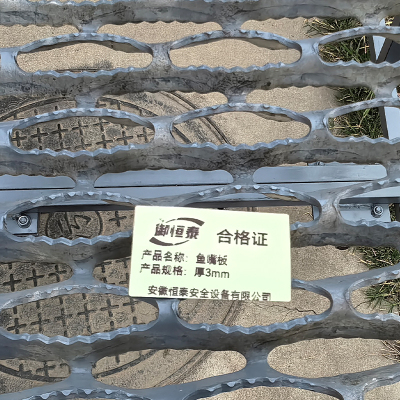 御恒泰 合格证
产品名称：鱼嘴板
产品规格：厚3mm
安徽恒泰安全设备有限公司